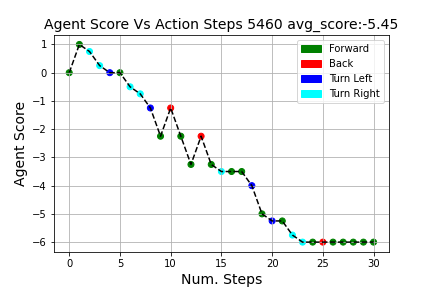 Agent Score Vs Action Steps 5460 avg_score:-5.45
Agent Score
1
0
−1
−2
−3
−4
−5
−6
Forward
Back
Turn Left
Turn Right
0 5 10 15 20 25 30
Num. Steps